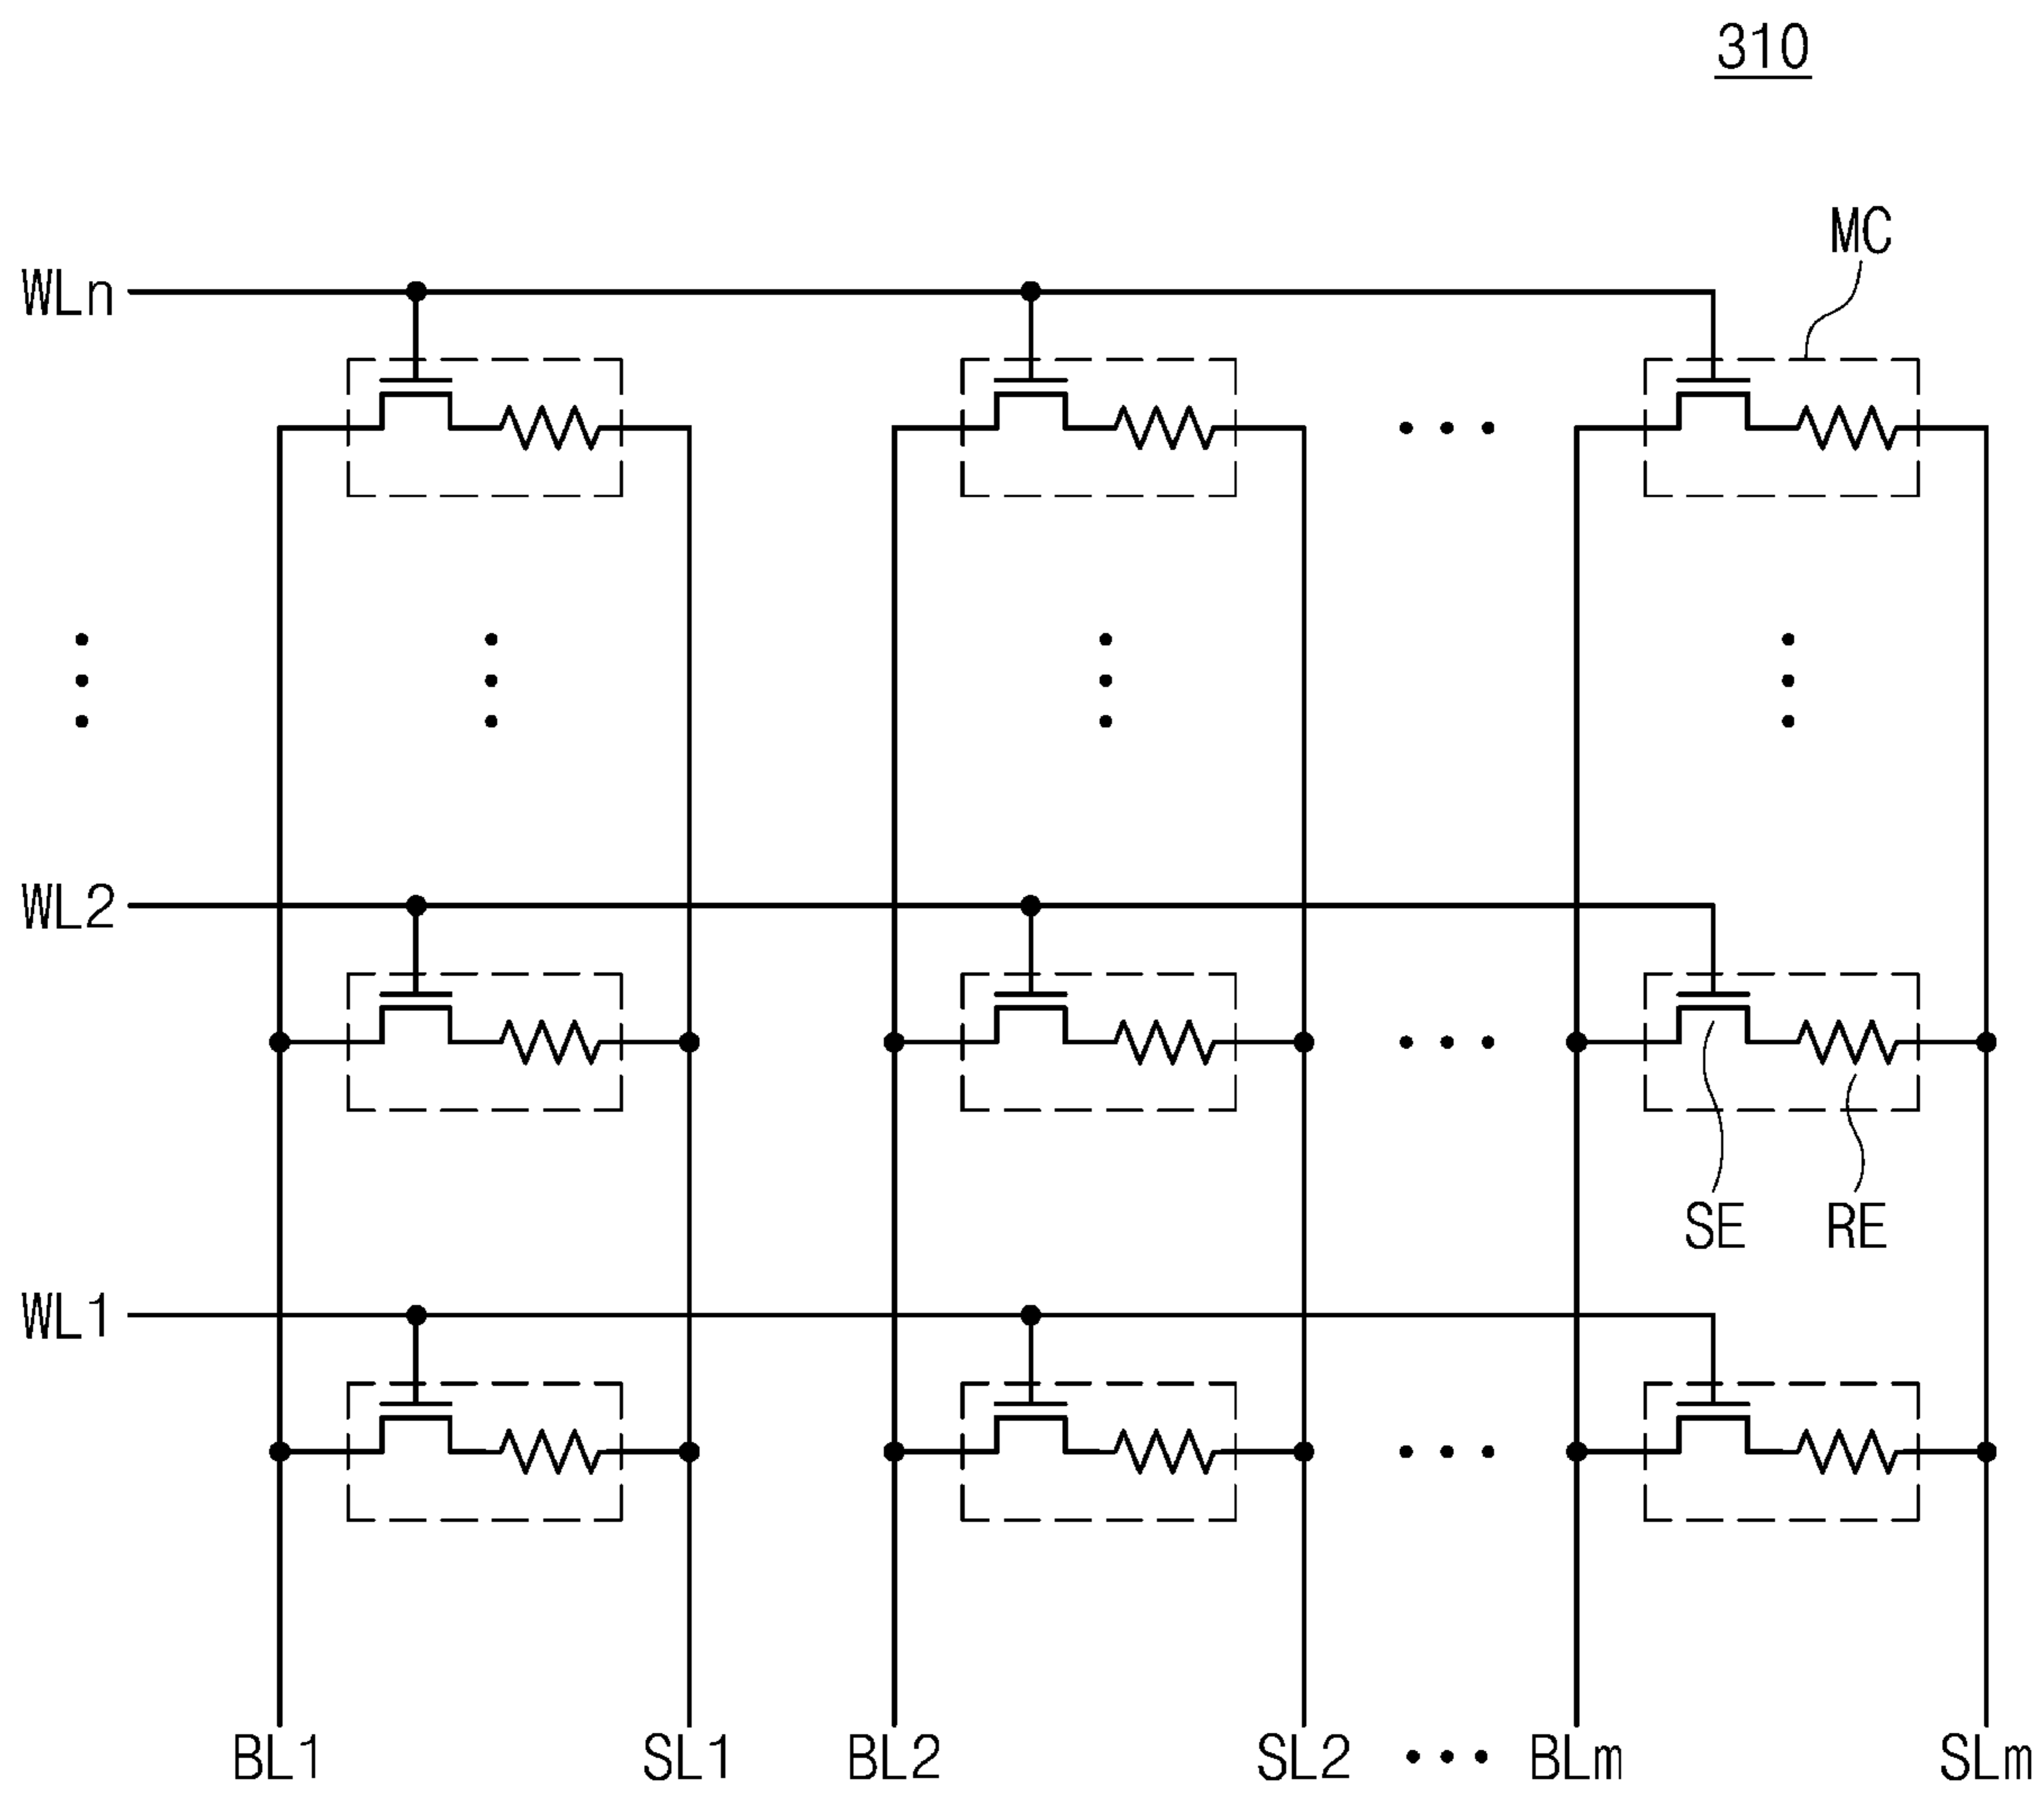 310
MC
WLn
WL2
SE RE
WL1
BL1 SL1 BL2 SL2 ••• BLm SLm